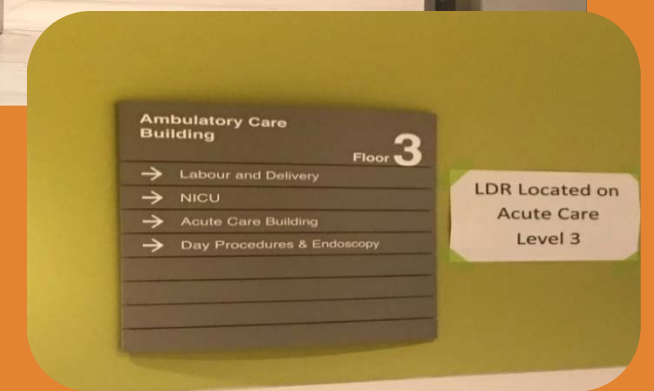 Ambulatory Care
Building
Floor 3
→ Labour and Delivery
→ NICU
→ Acute Care Building
→ Day Procedures & Endoscopy
LDR Located on
Acute Care
Level 3